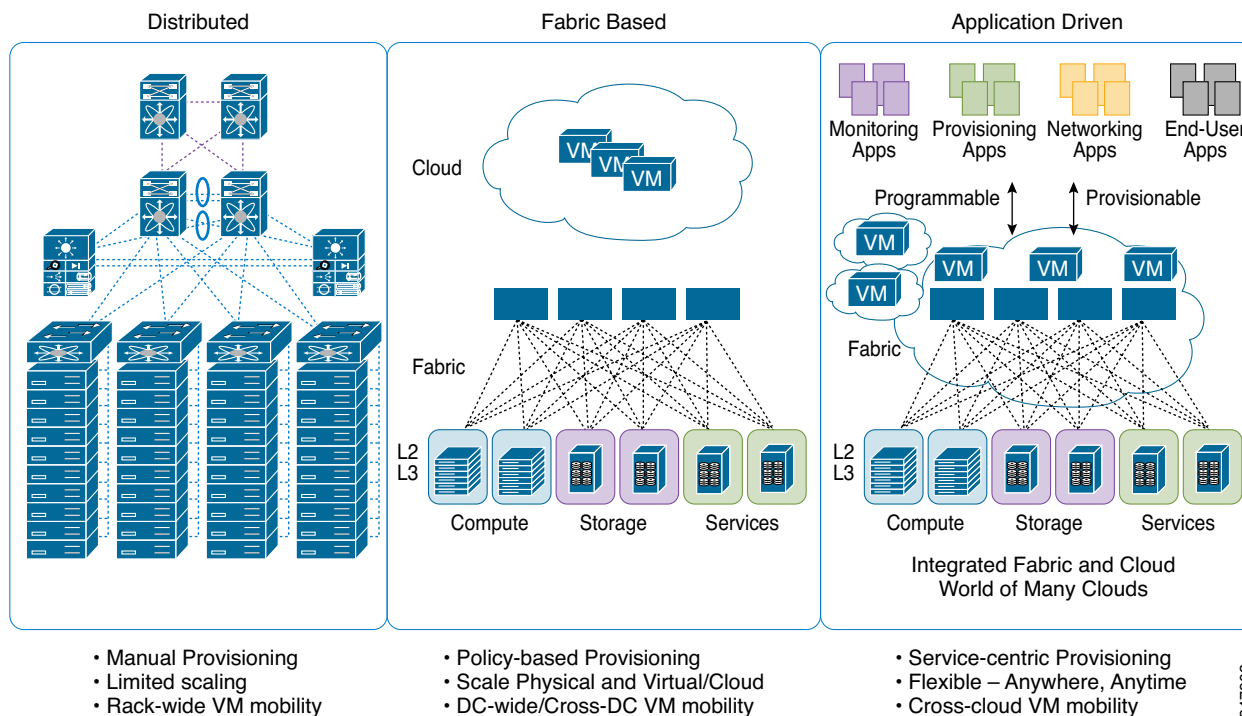 Distributed
Fabric Based
Application Driven
Cloud
VM
VM
VM
Fabric
L2
L3
Compute
Storage
Services
Monitoring
Apps
Provisioning
Apps
Networking
Apps
End-User
Apps
Programmable
Provisionable
VM
VM
VM
VM
VM
Fabric
L2
L3
Compute
Storage
Services
Integrated Fabric and Cloud
World of Many Clouds
• Manual Provisioning
• Limited scaling
• Rack-wide VM mobility
• Policy-based Provisioning
• Scale Physical and Virtual/Cloud
• DC-wide/Cross-DC VM mobility
• Service-centric Provisioning
• Flexible – Anywhere, Anytime
• Cross-cloud VM mobility